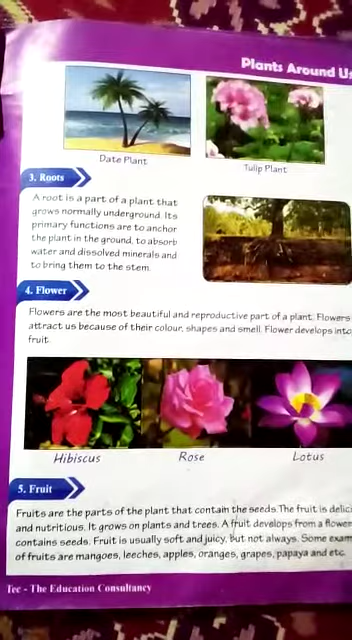 Plants Around Us
Date Plant
Tulip Plant
3. Roots
A root is a part of a plant that
grows normally underground. Its
primary functions are to anchor
the plant in the ground, to absorb
water and dissolved minerals and
to bring them to the stem.
4. Flower
Flowers are the most beautiful and reproductive part of a plant. Flowers
attract us because of their colour, shapes and smell. Flower develops into
fruit.
Hibiscus
Rose
Lotus
5. Fruit
Fruits are the parts of the plant that contain the seeds. The fruit is delici
and nutritious. It grows on plants and trees. A fruit develops from a flower
contains seeds. Fruit is usually soft and juicy, but not always. Some exam
of fruits are mangoes, leeches, apples, oranges, grapes, papaya and etc.
Tec - The Education Consultancy